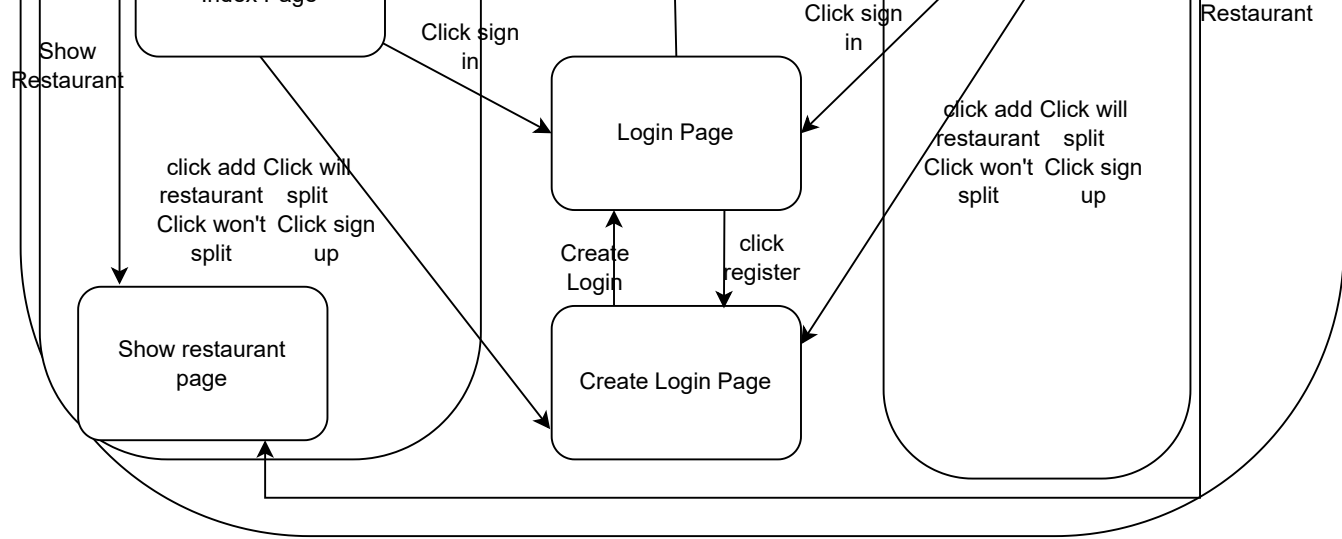 Index Page
Click sign
in
Click sign
in
Restaurant
Show
Restaurant
Login Page
click add
restaurant
Click won't
split
Click will
split
Click sign
up
click add
restaurant
Click won't
split
Click will
split
Click sign
up
Create
Login
click
register
Show restaurant
page
Create Login Page